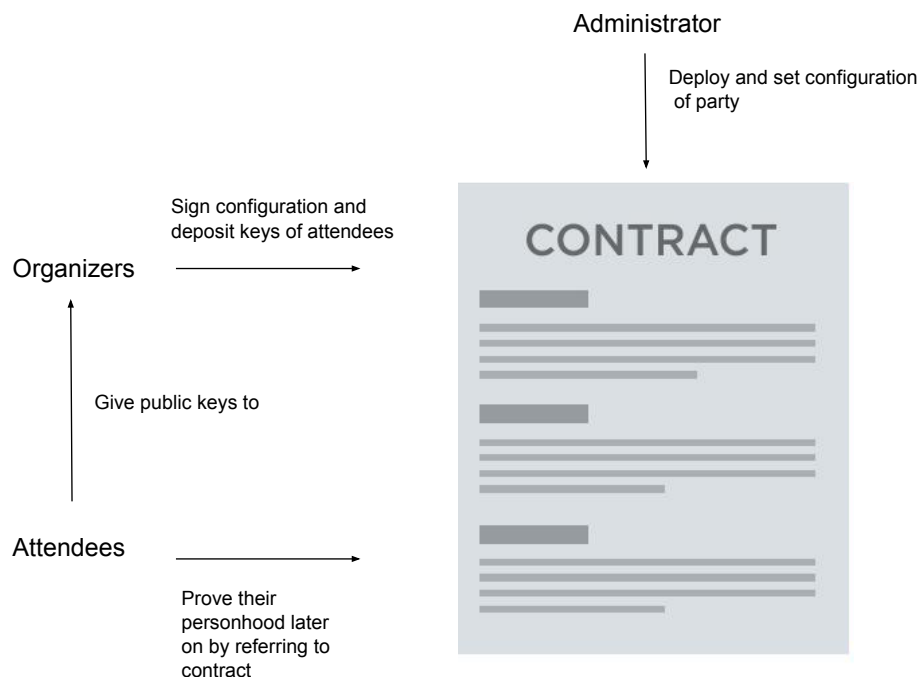 Administrator
Deploy and set configuration
of party
Sign configuration and
deposit keys of attendees
CONTRACT
Organizers
Give public keys to
Attendees
Prove their
personhood later
on by referring to
contract